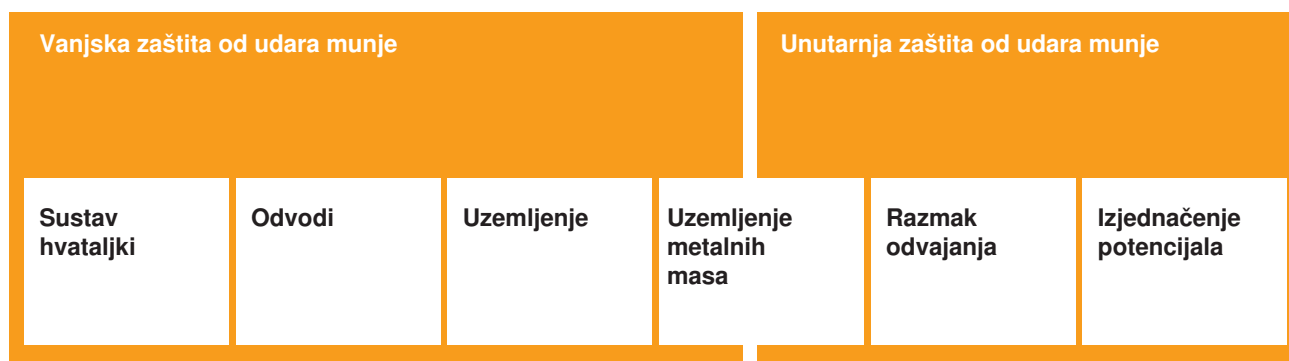 Vanjska zaštita od udara munje
Unutarnja zaštita od udara munje
Sustav
hvataljki
Odvodi
Uzemljenje
Uzemljenje
metalnih
masa
Razmak
odvajanja
Izjednačenje
potencijala